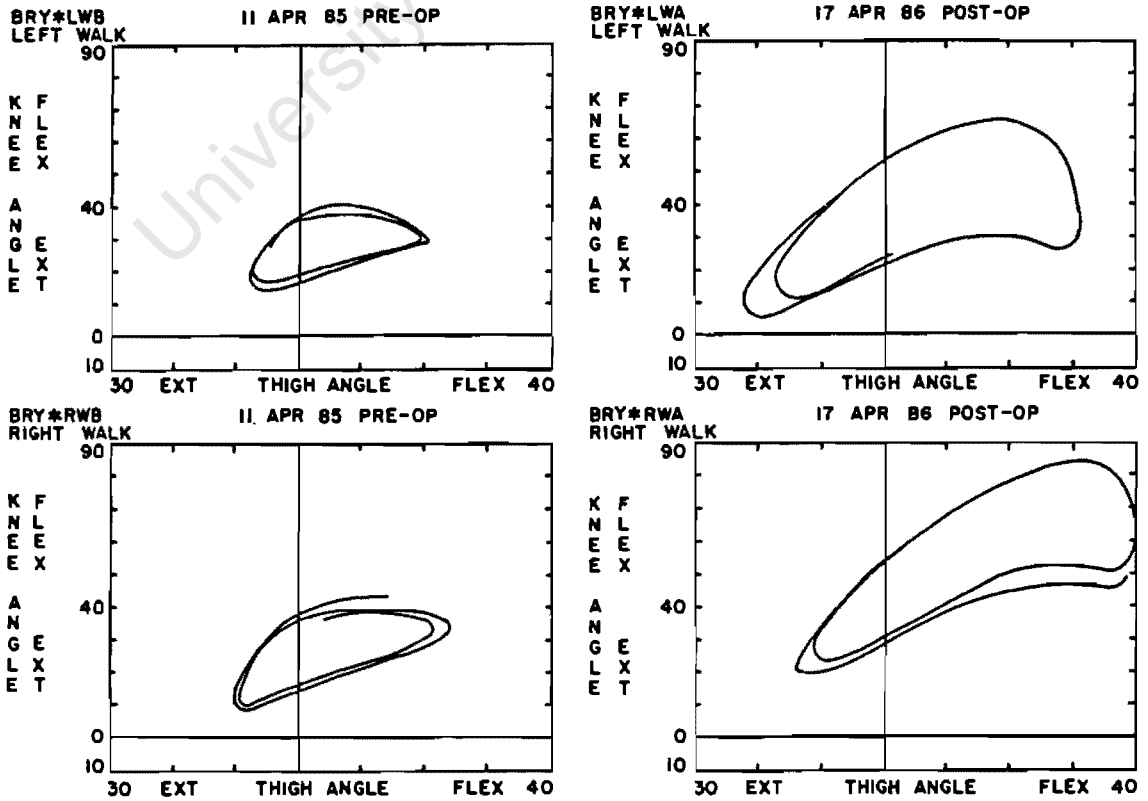 BRY*LWB 11 APR 85 PRE-OP
LEFT WALK
90
K F
N L
E E
E X
A
N
G E
L X
E T
40
0
10
30 EXT THIGH ANGLE FLEX 40
BRY*LWA 17 APR 86 POST-OP
LEFT WALK
90
K F
N L
E E
E X
A
N
G E
L X
E T
40
0
10
30 EXT THIGH ANGLE FLEX 40
BRY*RWB 11 APR 85 PRE-OP
RIGHT WALK
90
K F
N L
E E
E X
A
N
G E
L X
E T
40
0
10
30 EXT THIGH ANGLE FLEX 40
BRY*RWA 17 APR 86 POST-OP
RIGHT WALK
90
K F
N L
E E
E X
A
N
G E
L X
E T
40
0
10
30 EXT THIGH ANGLE FLEX 40
University